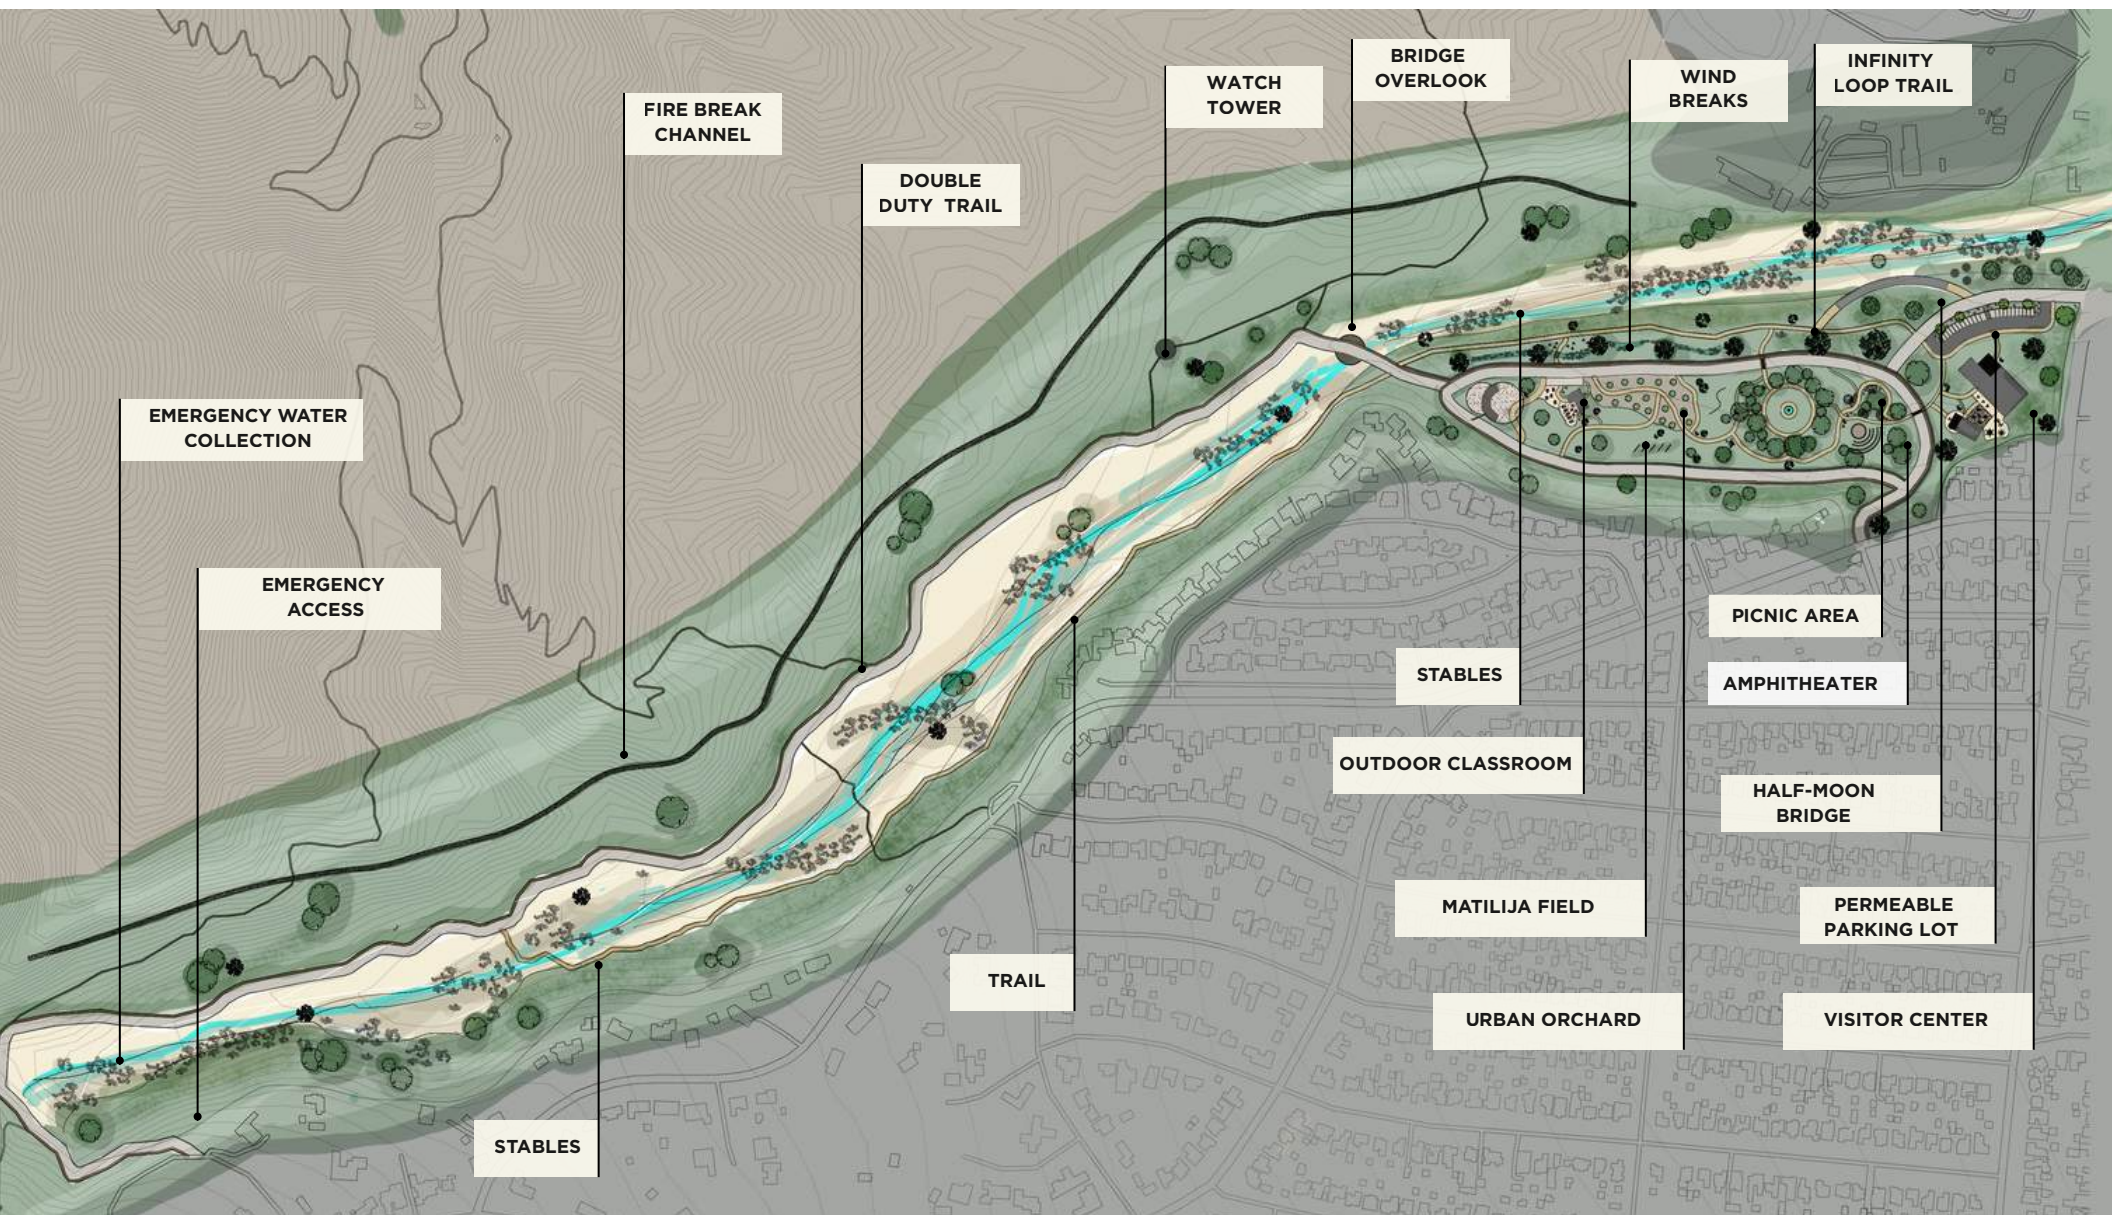 BRIDGE
OVERLOOK
INFINITY
LOOP TRAIL
WATCH
TOWER
WIND
BREAKS
FIRE BREAK
CHANNEL
DOUBLE
DUTY TRAIL
EMERGENCY WATER
COLLECTION
EMERGENCY
ACCESS
PICNIC AREA
STABLES
AMPHITHEATER
OUTDOOR CLASSROOM
HALF-MOON
BRIDGE
MATILIJA FIELD
PERMEABLE
PARKING LOT
TRAIL
URBAN ORCHARD
VISITOR CENTER
STABLES